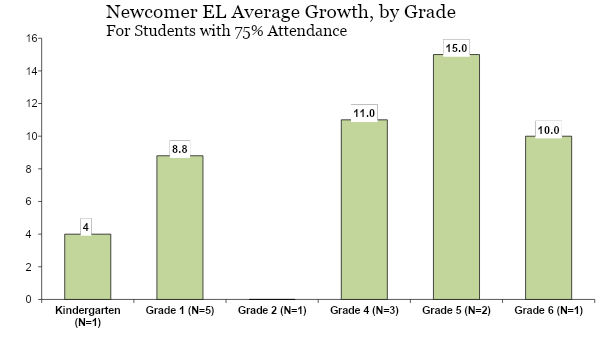 Newcomer EL Average Growth, by Grade
For Students with 75% Attendance
16
14
12
10
8
6
4
2
0
4
8.8
11.0
15.0
10.0
Kindergarten
(N=1)
Grade 1 (N=5)
Grade 2 (N=1)
Grade 4 (N=3)
Grade 5 (N=2)
Grade 6 (N=1)